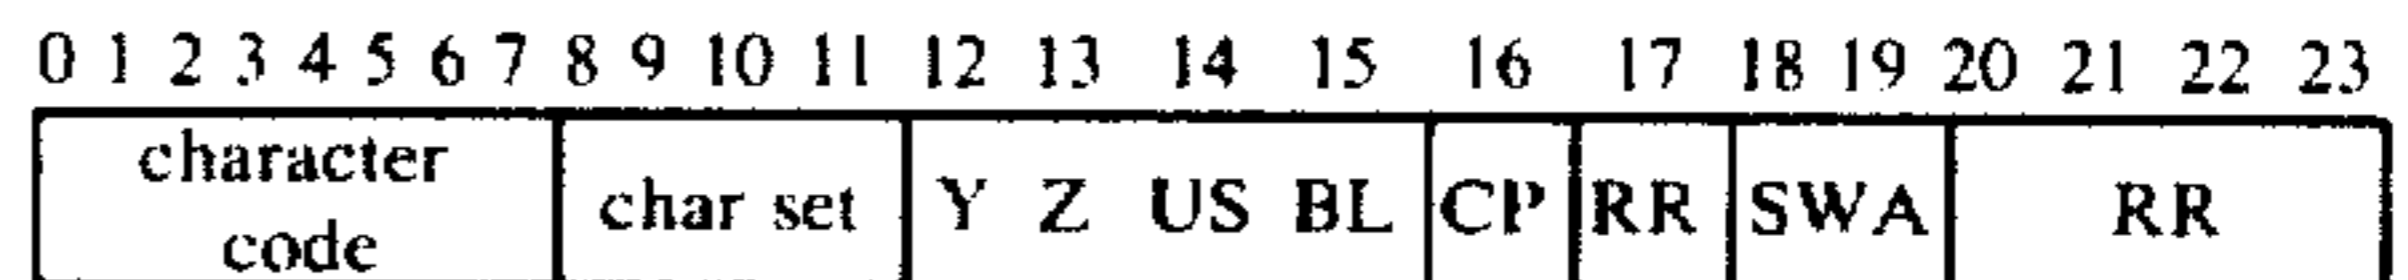 0 1 2 3 4 5 6 7 8 9 10 11 12 13 14 15 16 17 18 19 20 21 22 23
character
code
char set Y Z US BL CP RR SWA RR